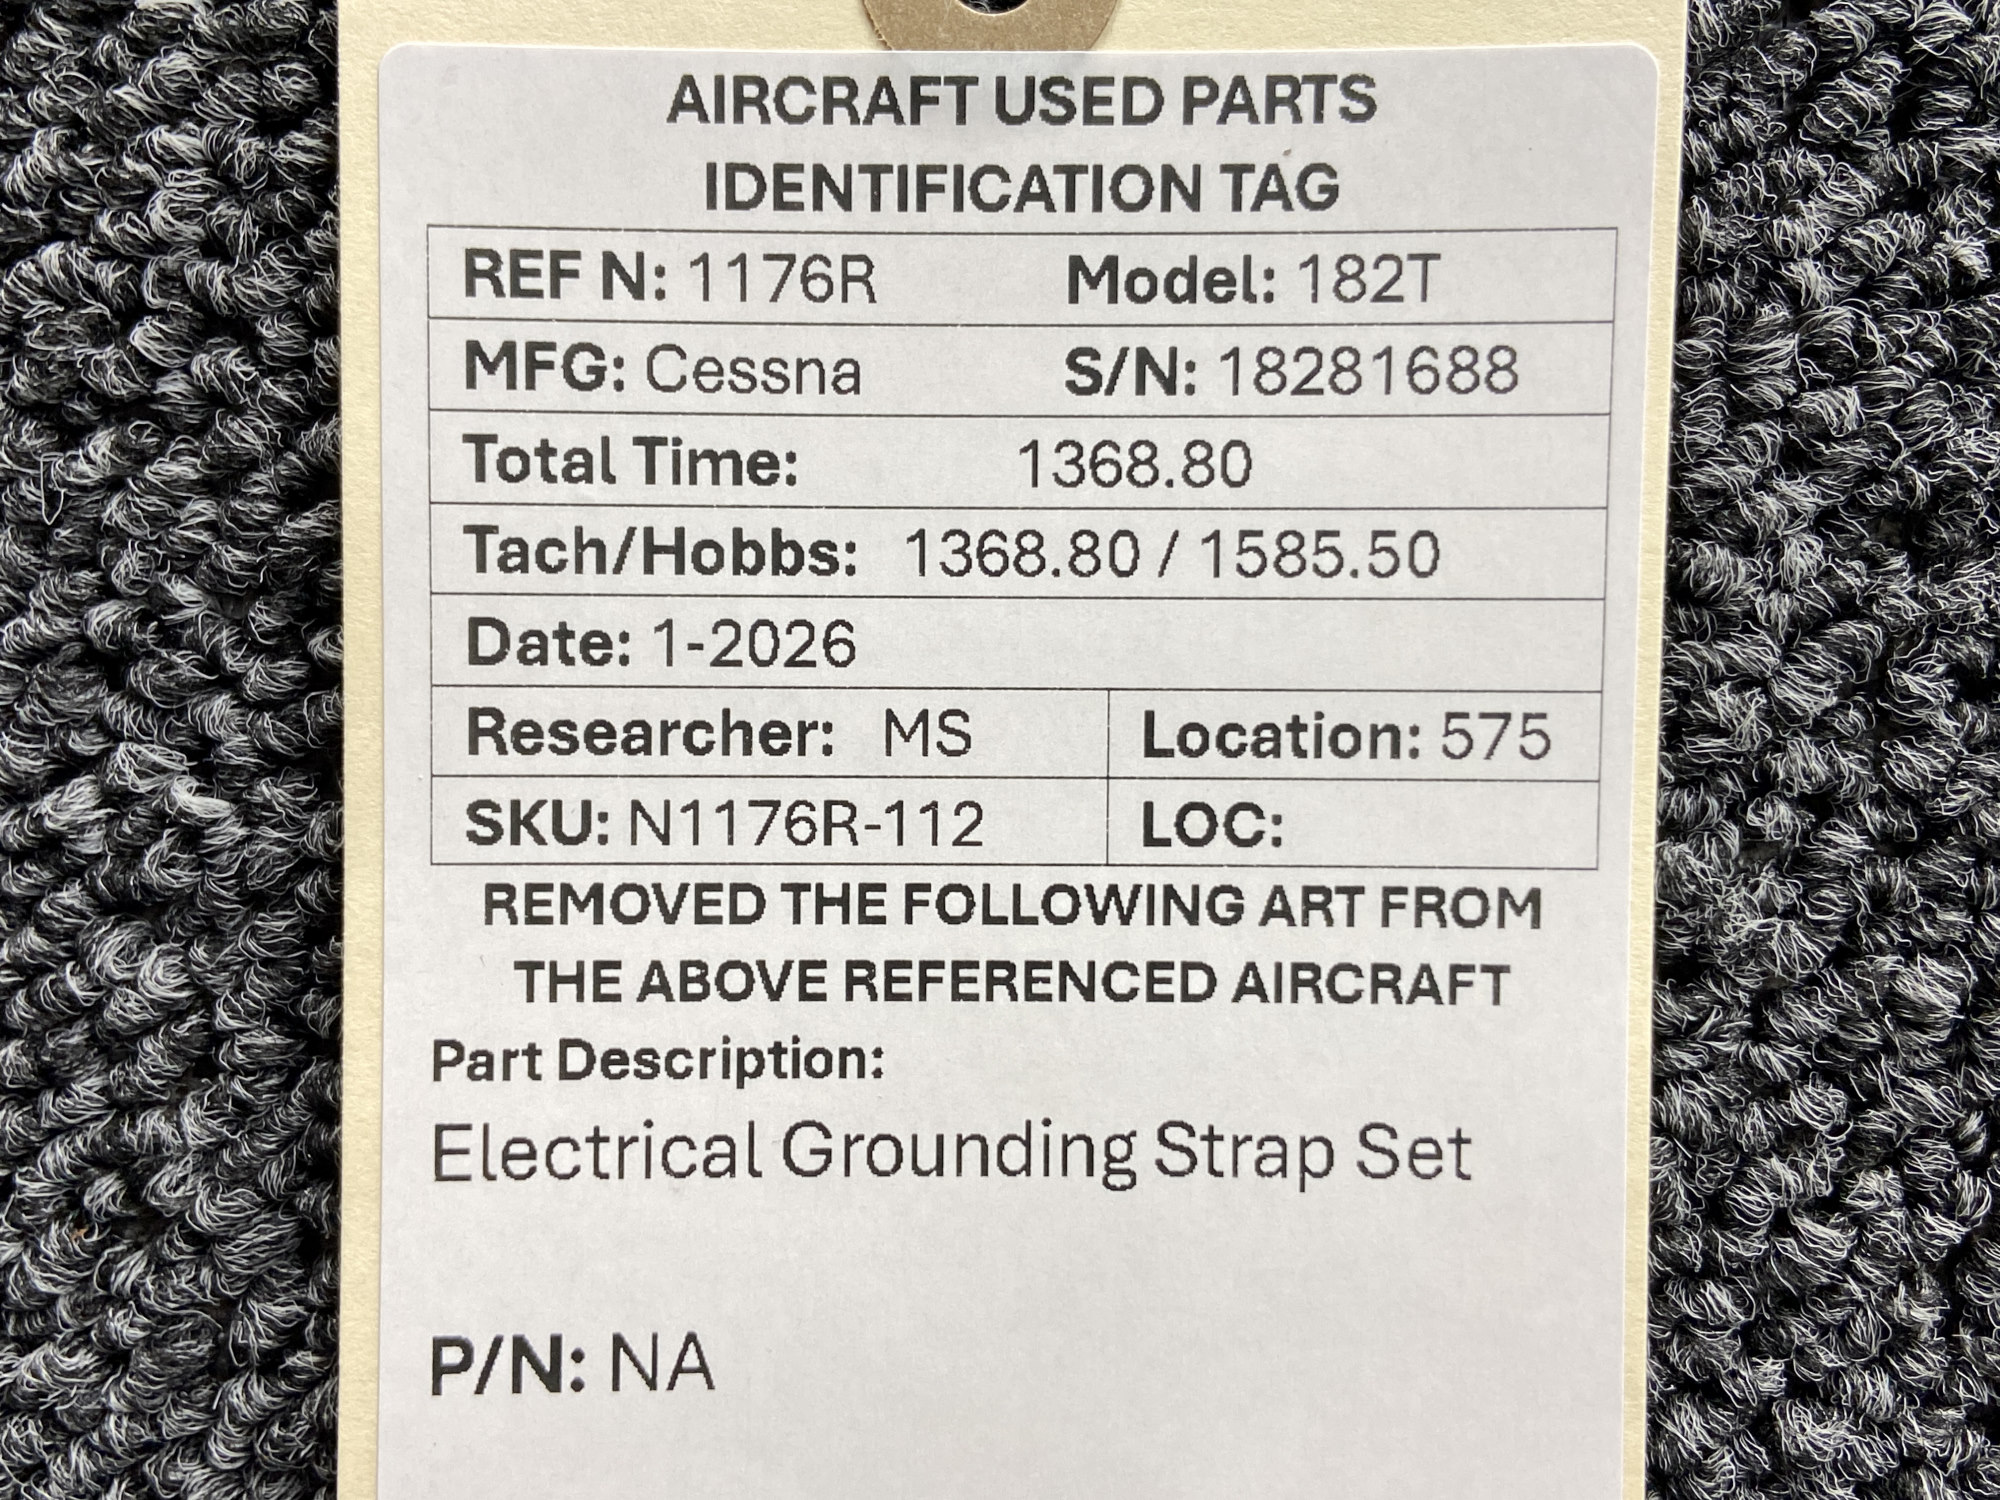 AIRCRAFT USED PARTS
IDENTIFICATION TAG
REF N: 1176R Model: 182T
MFG: Cessna S/N: 18281688
Total Time: 1368.80
Tach/Hobbs: 1368.80 / 1585.50
Date: 1-2026
Researcher: MS Location: 575
SKU: N1176R-112 LOC:
REMOVED THE FOLLOWING ART FROM
THE ABOVE REFERENCED AIRCRAFT
Part Description:
Electrical Grounding Strap Set
P/N: NA